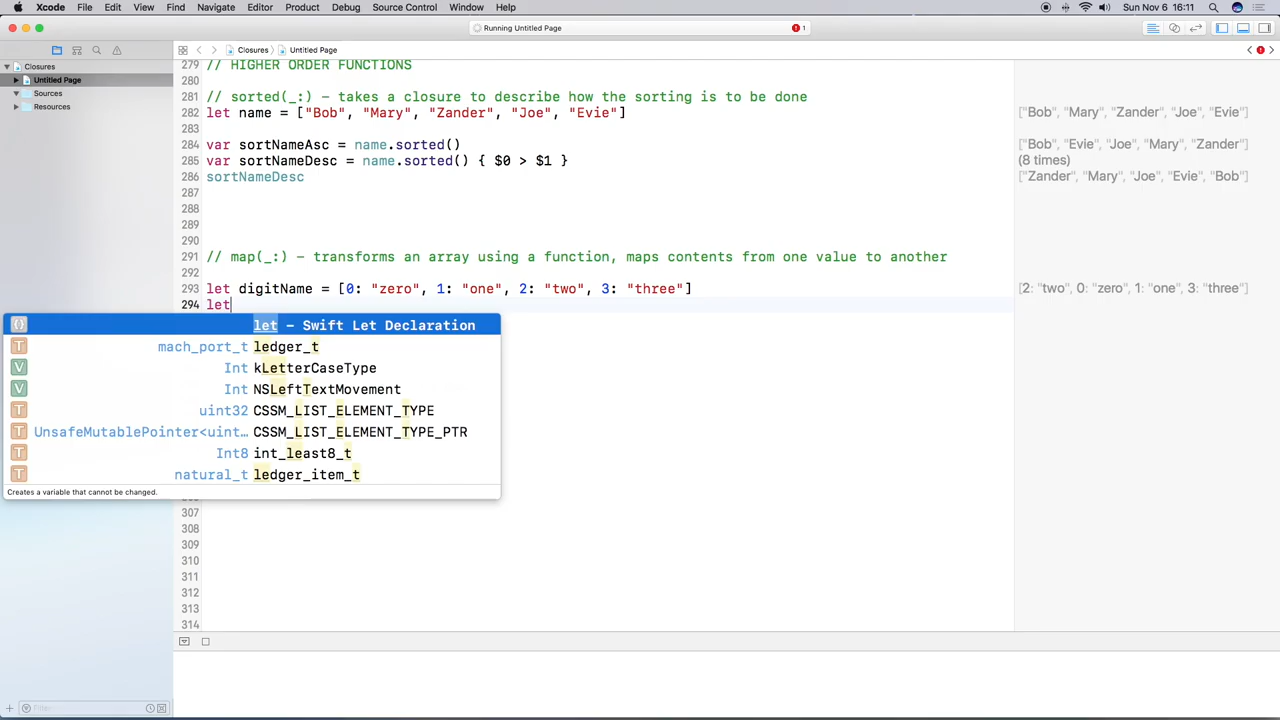 Xcode File Edit View Find Navigate Editor Product Debug Source Control Window Help Sun Nov 6 16:11
Running Untitled Page 1
Closures Untitled Page
Closures
Untitled Page
Sources
Resources
279 // HIGHER ORDER FUNCTIONS
280
281 // sorted(_:) – takes a closure to describe how the sorting is to be done
282 let name = ["Bob", "Mary", "Zander", "Joe", "Evie"] ["Bob", "Mary", "Zander", "Joe", "Evie"]
283
284 var sortNameAsc = name.sorted() ["Bob", "Evie", "Joe", "Mary", "Zander"]
285 var sortNameDesc = name.sorted() { $0 > $1 } (8 times)
286 sortNameDesc ["Zander", "Mary", "Joe", "Evie", "Bob"]
287
288
289
290
291 // map(_:) – transforms an array using a function, maps contents from one value to another
292
293 let digitName = [0: "zero", 1: "one", 2: "two", 3: "three"] [2: "two", 0: "zero", 1: "one", 3: "three"]
294 let
let – Swift Let Declaration
mach_port_t ledger_t
Int kLetterCaseType
Int NSLeftTextMovement
uint32 CSSM_LIST_ELEMENT_TYPE
UnsafeMutablePointer<uint... CSSM_LIST_ELEMENT_TYPE_PTR
Int8 int_least8_t
natural_t ledger_item_t
Creates a variable that cannot be changed.
307
308
309
310
311
312
313
314
Filter